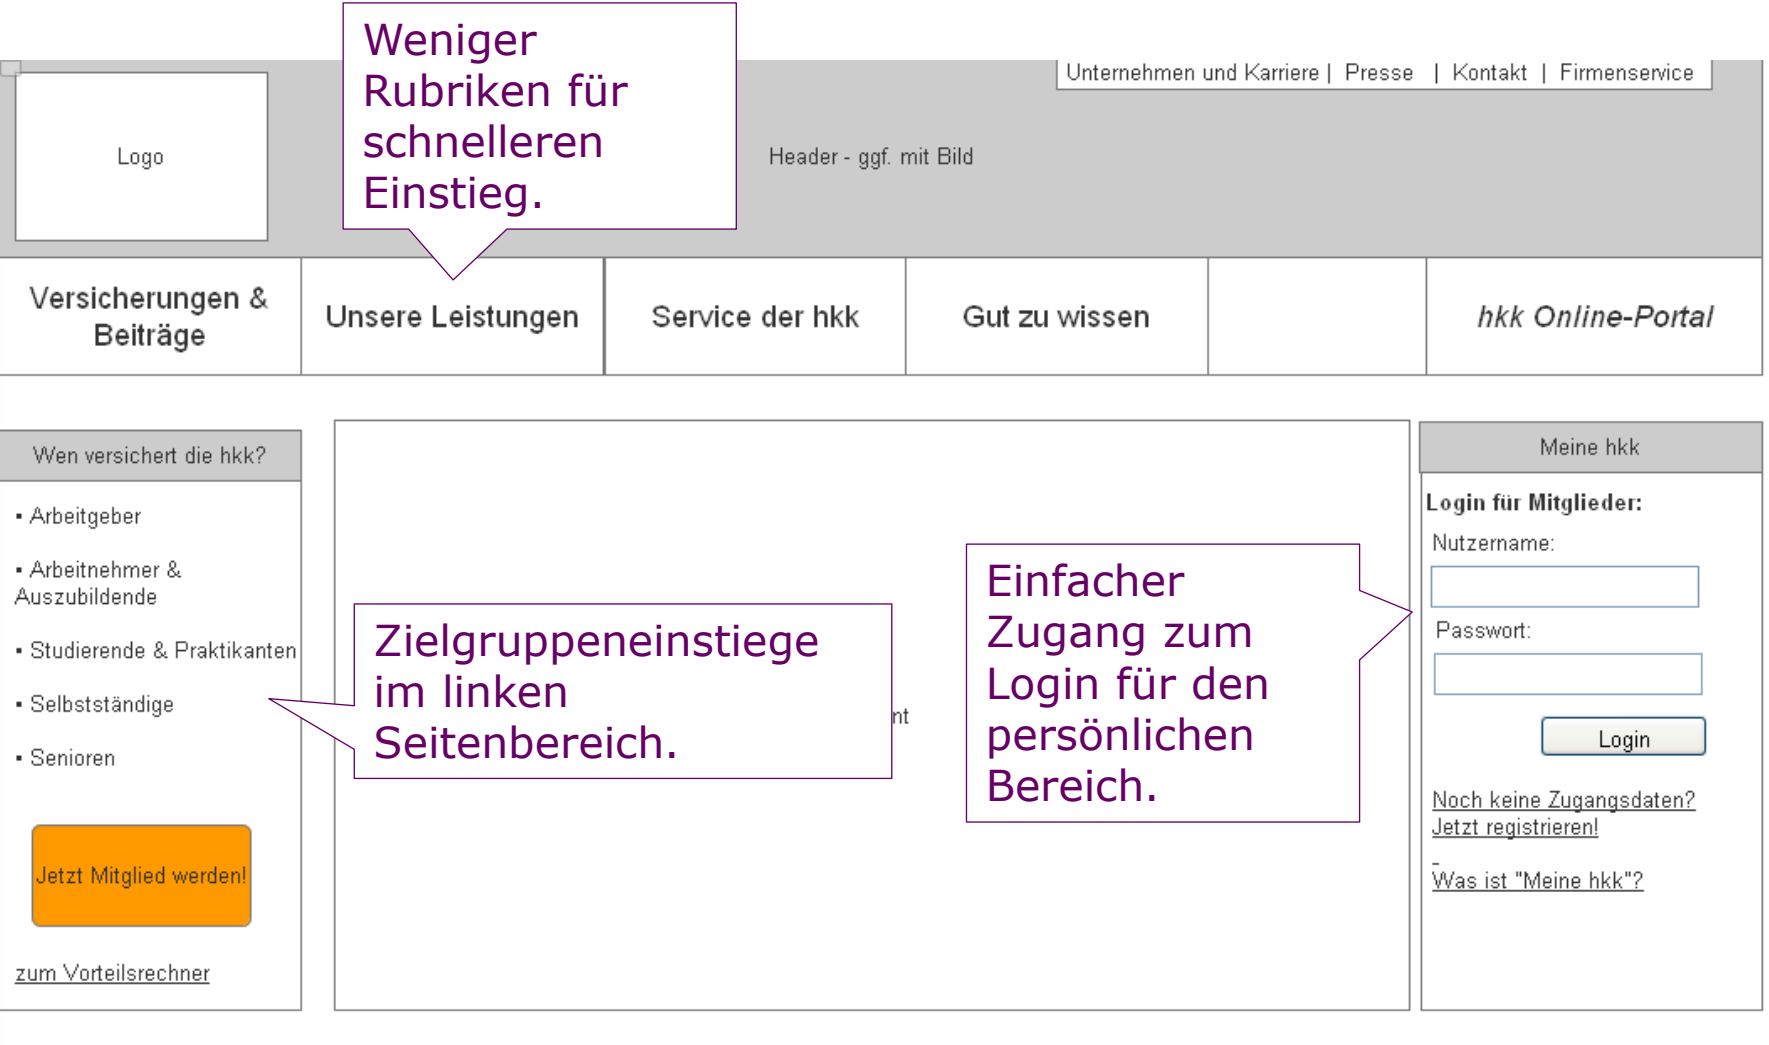 Weniger
Rubriken für
schnelleren
Einstieg.
Unternehmen und Karriere | Presse | Kontakt | Firmenservice
Logo
Header - ggf. mit Bild
Versicherungen &
Beiträge
Unsere Leistungen
Service der hkk
Gut zu wissen
hkk Online-Portal
Wen versichert die hkk?
▪ Arbeitgeber
▪ Arbeitnehmer &
Auszubildende
▪ Studierende & Praktikanten
▪ Selbstständige
▪ Senioren
Jetzt Mitglied werden!
zum Vorteilsrechner
Zielgruppeneinstiege
im linken
Seitenbereich.
nt
Einfacher
Zugang zum
Login für den
persönlichen
Bereich.
Meine hkk
Login für Mitglieder:
Nutzername:
Passwort:
Login
Noch keine Zugangsdaten?
Jetzt registrieren!
Was ist "Meine hkk"?